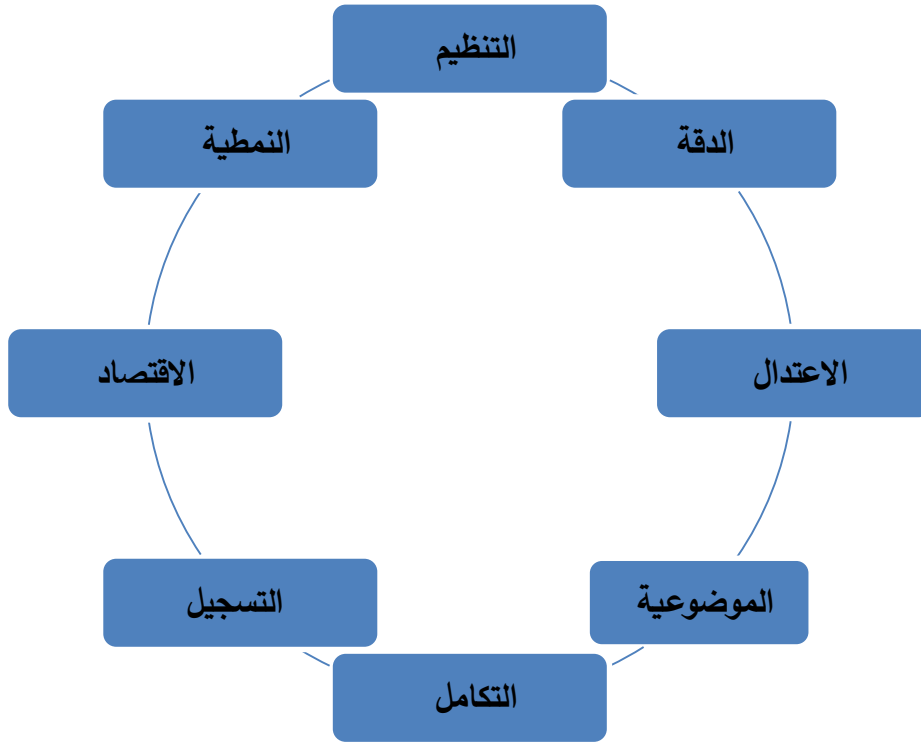 التنظيم
الدقة
الاعتدال
الموضوعية
التكامل
التسجيل
الاقتصاد
النمطية